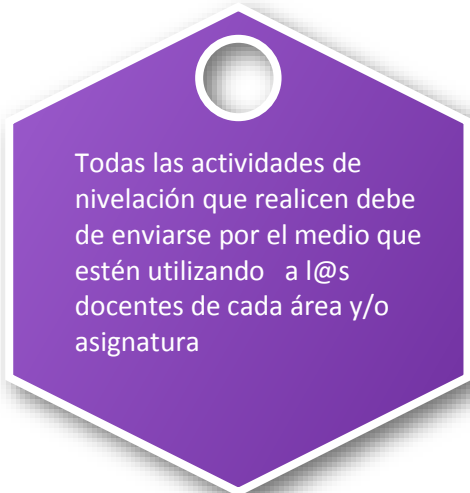 Todas las actividades de
nivelación que realicen debe
de enviarse por el medio que
estén utilizando   a l@s
docentes de cada área y/o
asignatura